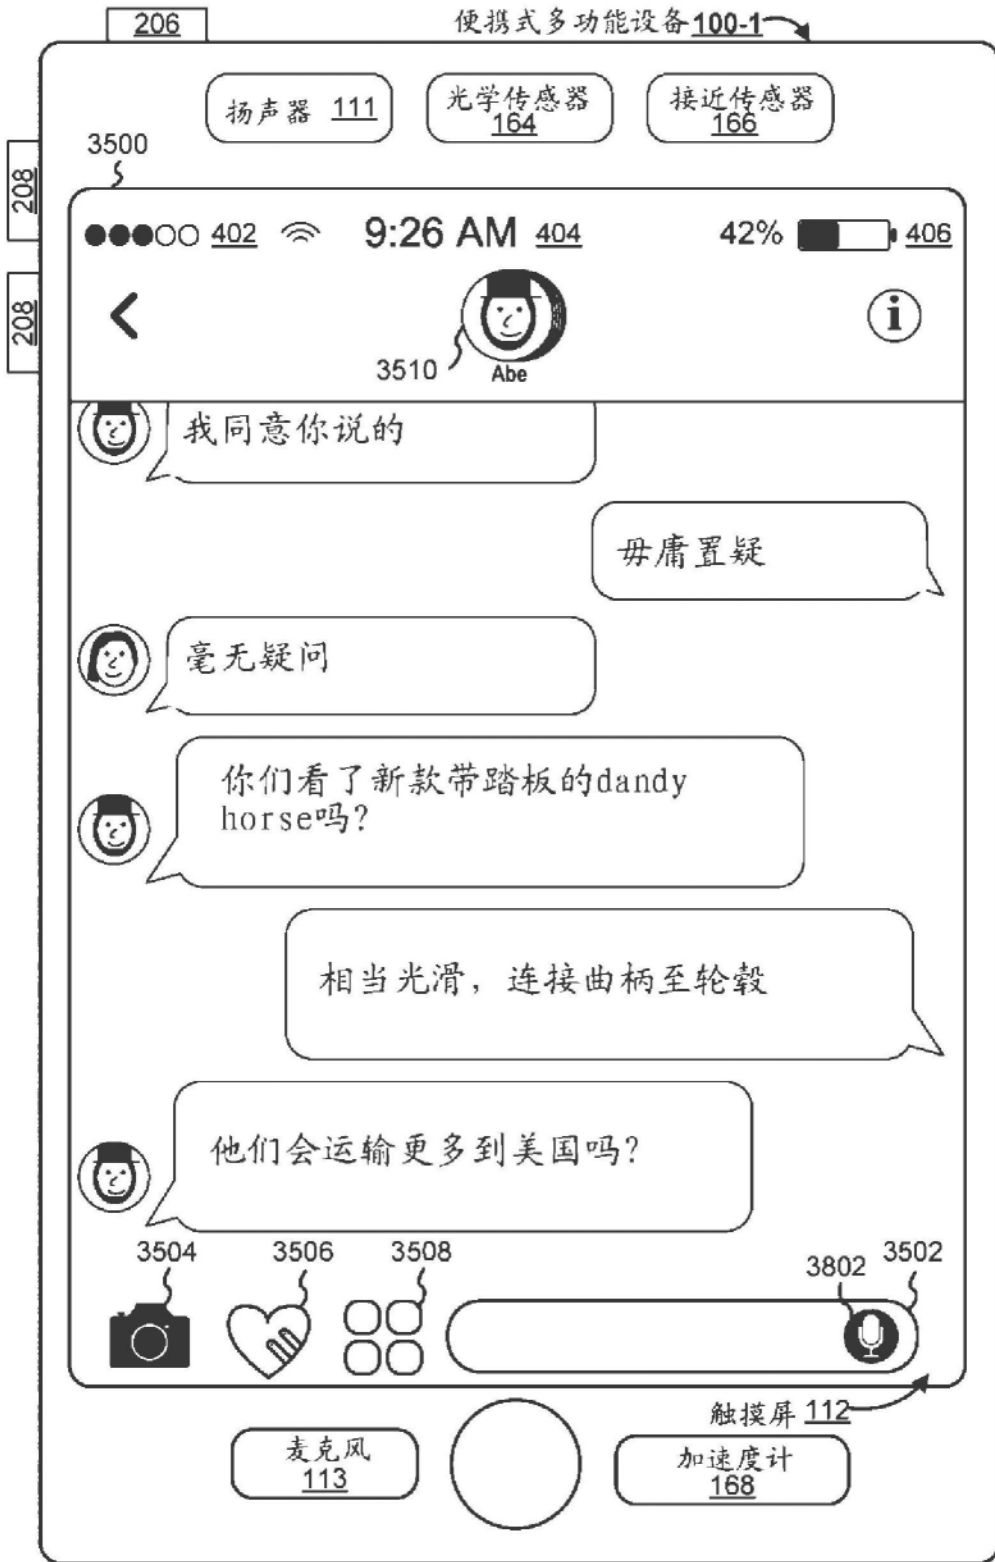 206
便携式多功能设备 100-1
扬声器 111
光学传感器
164
接近传感器
166
3500
208
402 9:26 AM 404 42% 406
208
i
3510
Abe
我同意你说的
毋庸置疑
毫无疑问
你们看了新款带踏板的dandy
horse吗?
相当光滑，连接曲柄至轮毂
他们会运输更多到美国吗?
3504 3506 3508 3802 3502
触摸屏 112
麦克风
113
加速度计
168